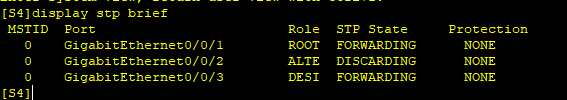 [S4]display stp brief
MSTID Port Role STP State Protection
0 GigabitEthernet0/0/1 ROOT FORWARDING NONE
0 GigabitEthernet0/0/2 ALTE DISCARDING NONE
0 GigabitEthernet0/0/3 DESI FORWARDING NONE
[S4]